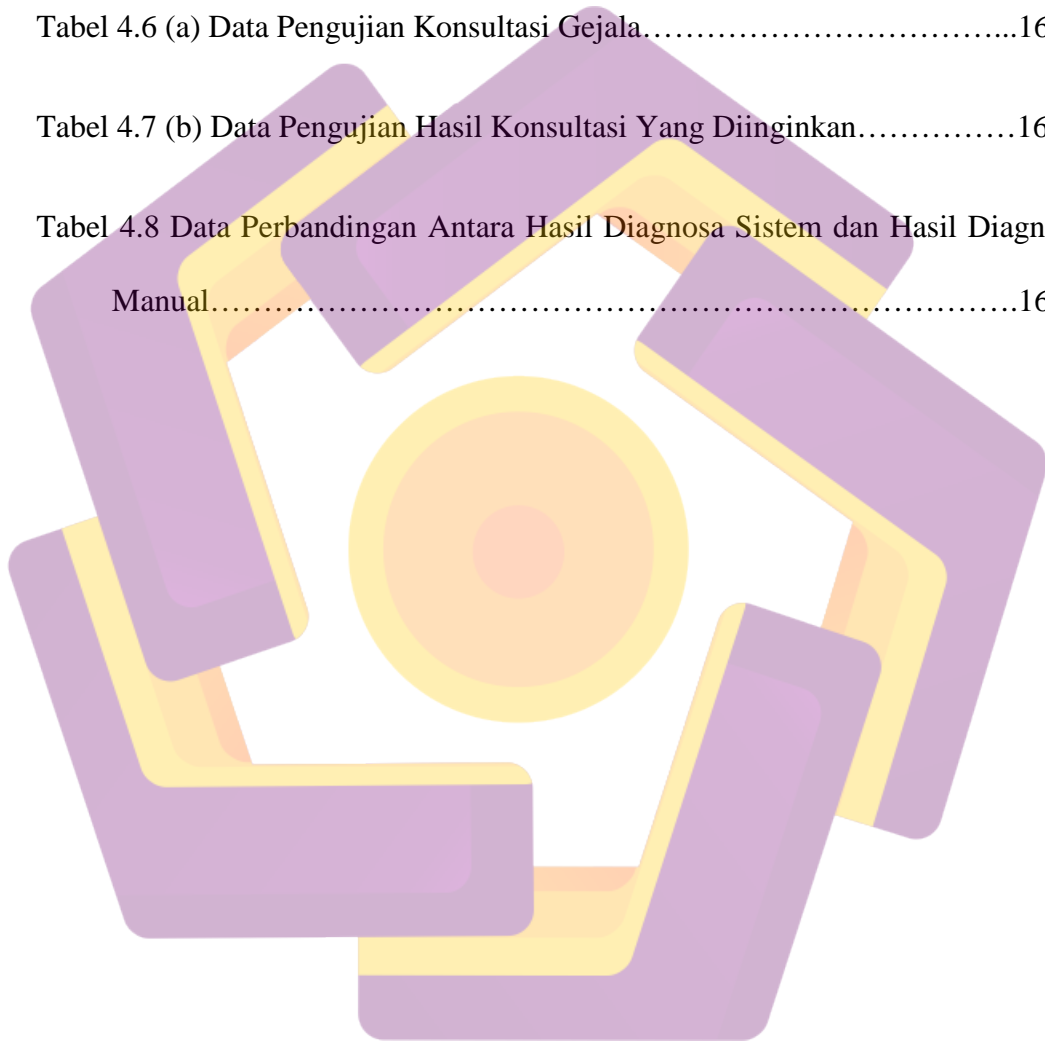 Tabel 4.6 (a) Data Pengujian Konsultasi Gejala……………………………...16
Tabel 4.7 (b) Data Pengujian Hasil Konsultasi Yang Diinginkan……………16
Tabel 4.8 Data Perbandingan Antara Hasil Diagnosa Sistem dan Hasil Diagn
Manual……………………………………………………………………….16